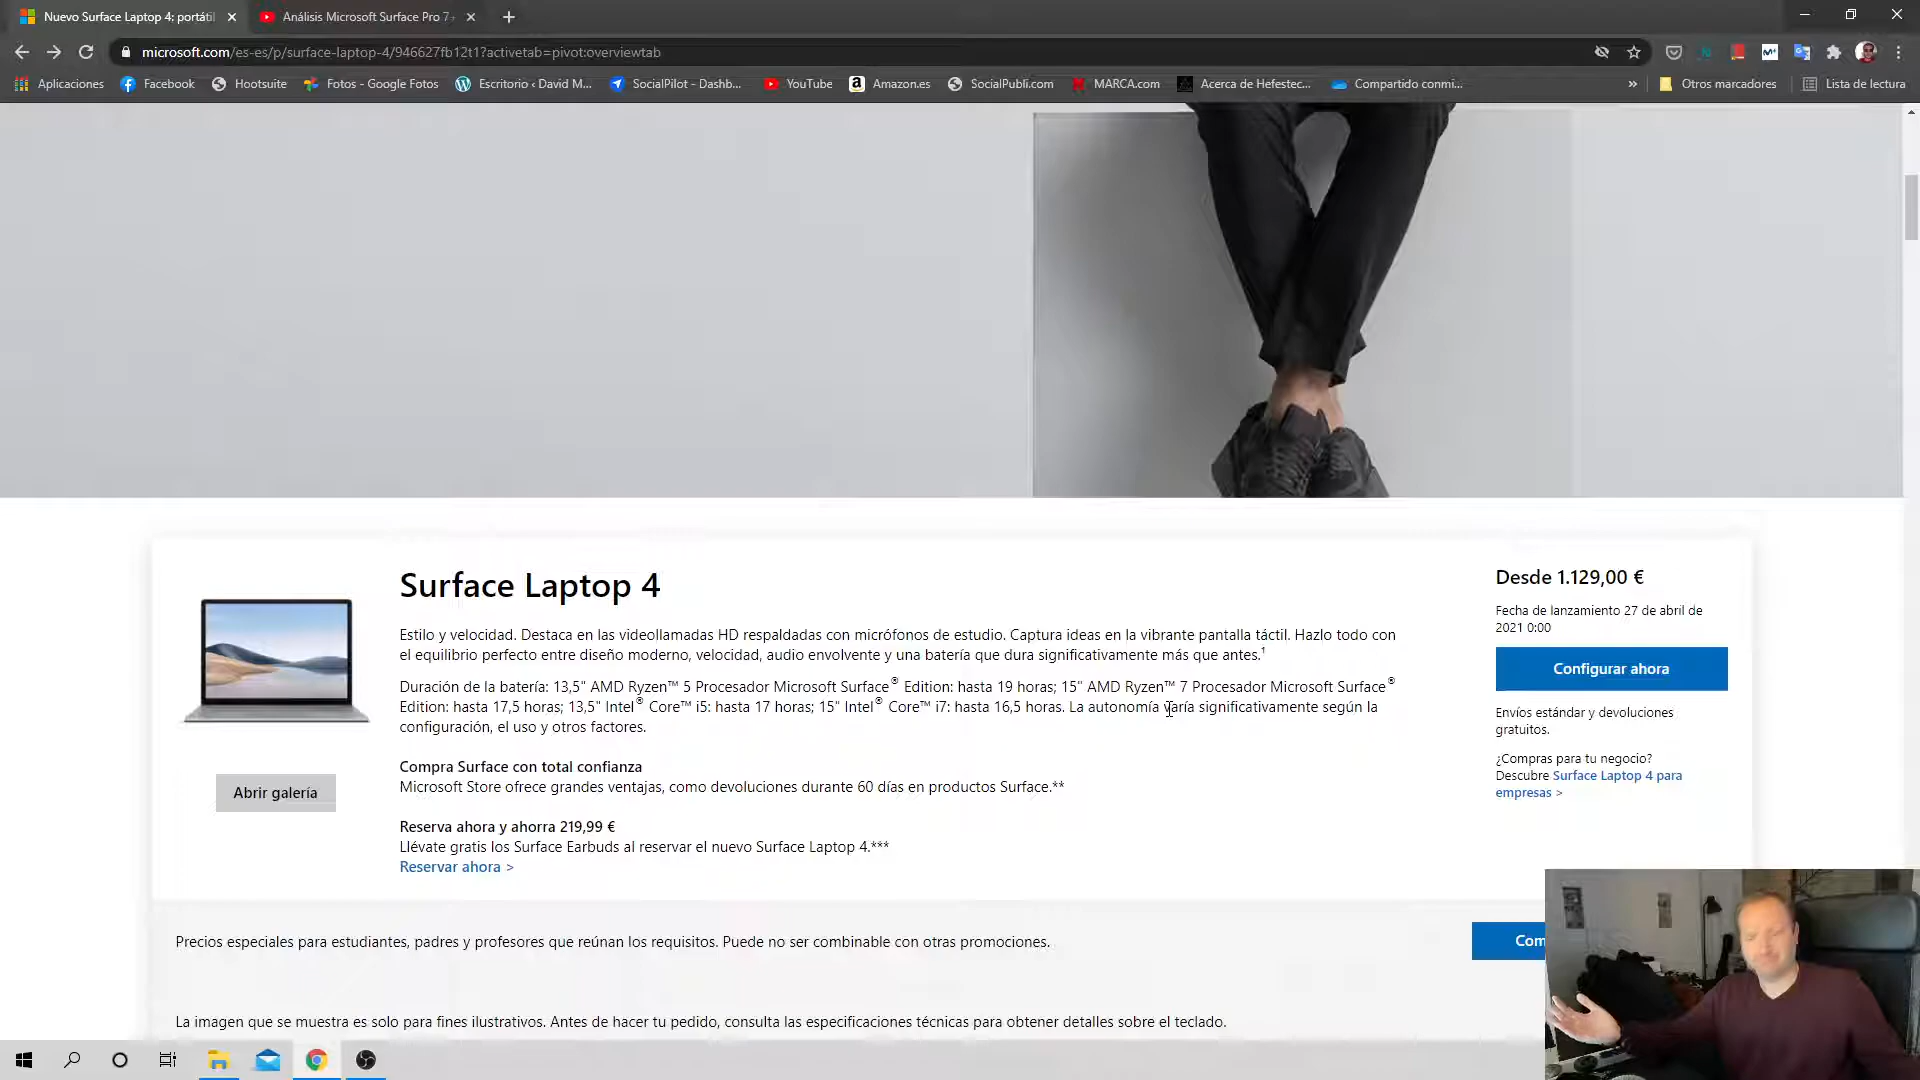 Nuevo Surface Laptop 4: portátil
Análisis Microsoft Surface Pro 7
microsoft.com/es-es/p/surface-laptop-4/946627fb12t1?activetab=pivot:overviewtab
Aplicaciones
Facebook
Hootsuite
Fotos - Google Fotos
Escritorio ‹ David M...
SocialPilot - Dashb...
YouTube
Amazon.es
SocialPubli.com
MARCA.com
Acerca de Hefestec...
Compartido conmi...
»
Otros marcadores
Lista de lectura
Surface Laptop 4
Estilo y velocidad. Destaca en las videollamadas HD respaldadas con micrófonos de estudio. Captura ideas en la vibrante pantalla táctil. Hazlo todo con
el equilibrio perfecto entre diseño moderno, velocidad, audio envolvente y una batería que dura significativamente más que antes.¹
Duración de la batería: 13,5" AMD Ryzen™ 5 Procesador Microsoft Surface® Edition: hasta 19 horas; 15" AMD Ryzen™ 7 Procesador Microsoft Surface®
Edition: hasta 17,5 horas; 13,5" Intel® Core™ i5: hasta 17 horas; 15" Intel® Core™ i7: hasta 16,5 horas. La autonomía varía significativamente según la
configuración, el uso y otros factores.
Compra Surface con total confianza
Microsoft Store ofrece grandes ventajas, como devoluciones durante 60 días en productos Surface.**
Reserva ahora y ahorra 219,99 €
Llévate gratis los Surface Earbuds al reservar el nuevo Surface Laptop 4.***
Reservar ahora >
Abrir galería
Desde 1.129,00 €
Fecha de lanzamiento 27 de abril de
2021 0:00
Configurar ahora
Envíos estándar y devoluciones
gratuitos.
¿Compras para tu negocio?
Descubre Surface Laptop 4 para
empresas >
Precios especiales para estudiantes, padres y profesores que reúnan los requisitos. Puede no ser combinable con otras promociones.
Com
La imagen que se muestra es solo para fines ilustrativos. Antes de hacer tu pedido, consulta las especificaciones técnicas para obtener detalles sobre el teclado.